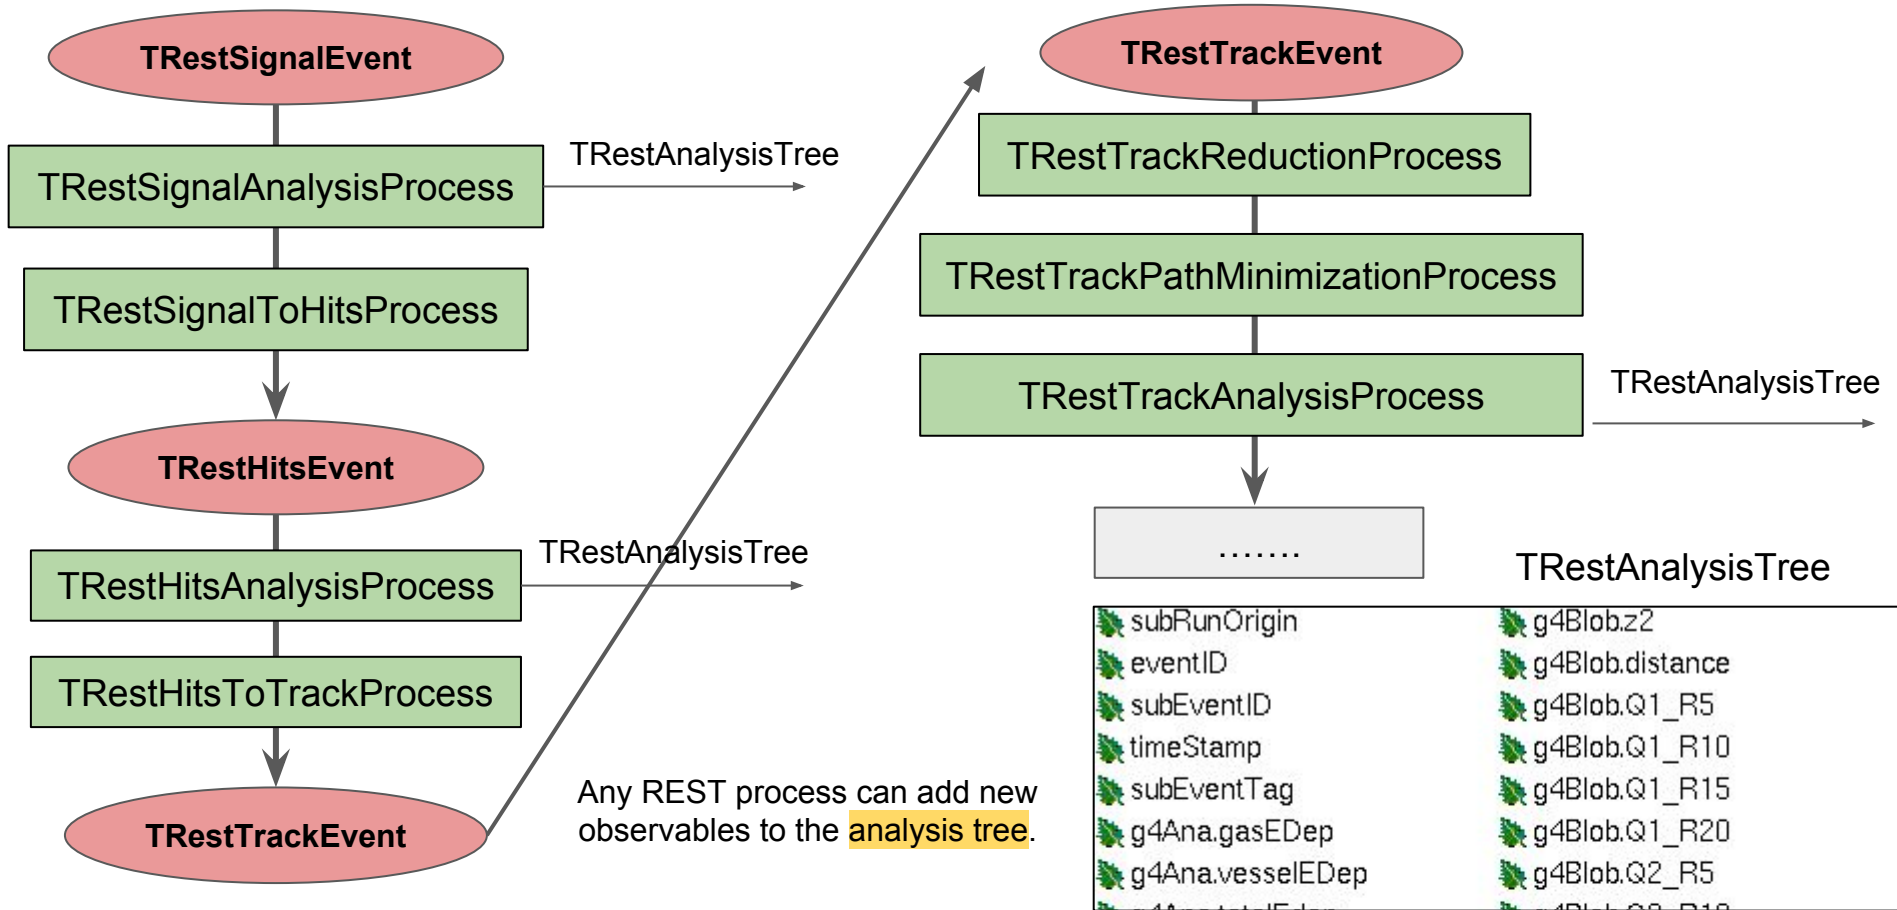 TRestSignalEvent
TRestSignalAnalysisProcess
TRestAnalysisTree
TRestSignalToHitsProcess
TRestHitsEvent
TRestHitsAnalysisProcess
TRestAnalysisTree
TRestHitsToTrackProcess
TRestTrackEvent
TRestTrackEvent
TRestTrackReductionProcess
TRestTrackPathMinimizationProcess
TRestTrackAnalysisProcess
TRestAnalysisTree
.......
Any REST process can add new
observables to the analysis tree.
TRestAnalysisTree
subRunOrigin
eventID
subEventID
timeStamp
subEventTag
g4Ana.gasEDep
g4Ana.vesselEDep
g4Blob.z2
g4Blob.distance
g4Blob.Q1_R5
g4Blob.Q1_R10
g4Blob.Q1_R15
g4Blob.Q1_R20
g4Blob.Q2_R5